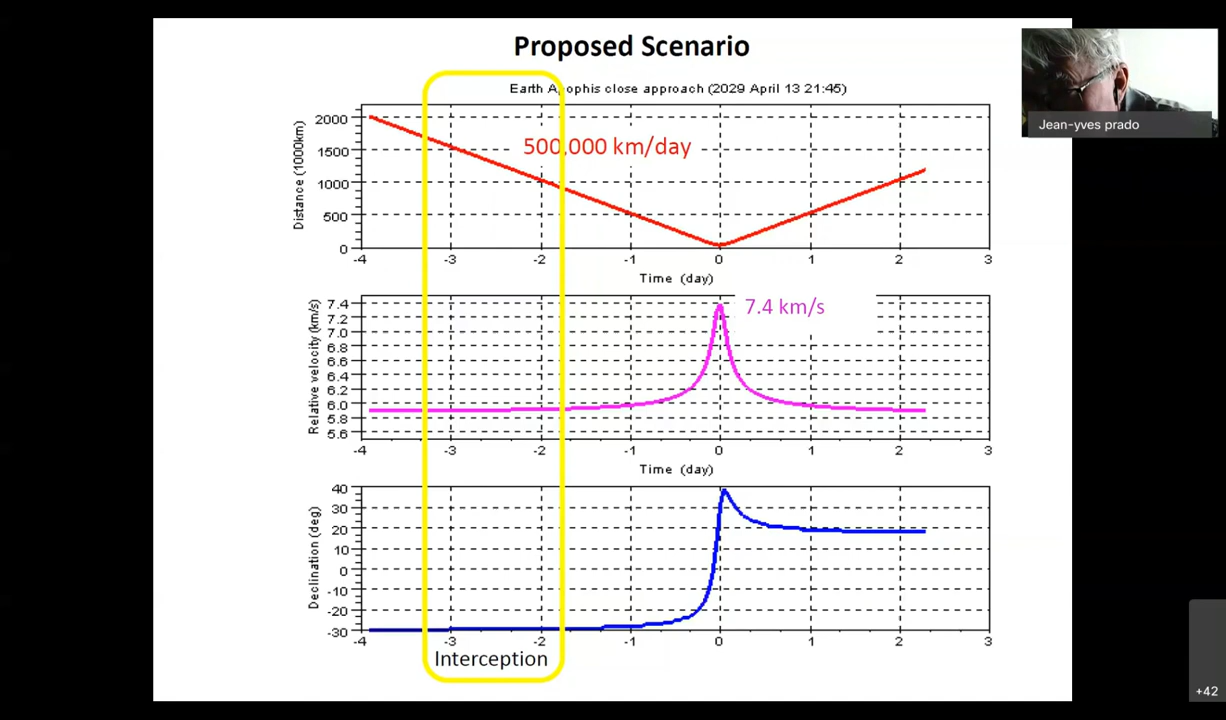 Proposed Scenario
Jean-yves prado
Earth Apophis close approach (2029 April 13 21:45)
Distance (1000km)
2000
1500
1000
500
0
500,000 km/day
-4 -3 -2 -1 0 1 2 3
Time (day)
Relative velocity (km/s)
7.4
7.2
7.0
6.8
6.6
6.4
6.2
6.0
5.8
5.6
7.4 km/s
-4 -3 -2 -1 0 1 2 3
Time (day)
Declination (deg)
40
30
20
10
0
-10
-20
-30
-4 -3 -2 -1 0 1 2 3
Interception
+42